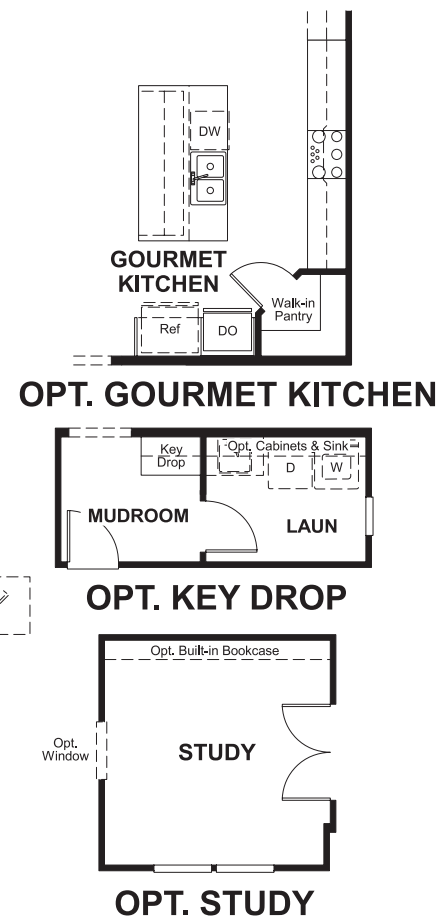 DW
GOURMET
KITCHEN
Walk-in
Pantry
Ref
DO
OPT. GOURMET KITCHEN
Key
Drop
Opt. Cabinets & Sink
D
W
MUDROOM
LAUN
OPT. KEY DROP
Opt. Built-in Bookcase
Opt.
Window
STUDY
OPT. STUDY